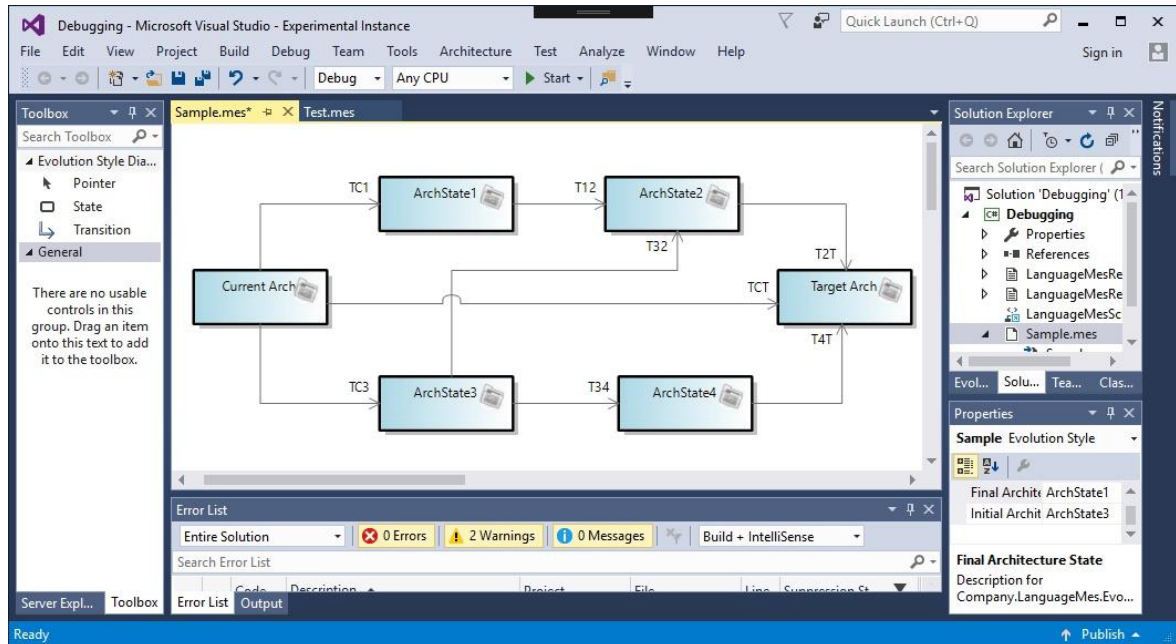 Debugging - Microsoft Visual Studio - Experimental Instance
Quick Launch (Ctrl+Q)
File Edit View Project Build Debug Team Tools Architecture Test Analyze Window Help
Sign in
Debug Any CPU Start
Toolbox
Search Toolbox
Evolution Style Dia...
Pointer
State
Transition
General
There are no usable
controls in this
group. Drag an item
onto this text to add
it to the toolbox.
Server Expl... Toolbox
Sample.mes* Test.mes
TC1 ArchState1 T12 ArchState2
T32
T2T
Current Arch TCT Target Arch
T4T
TC3 ArchState3 T34 ArchState4
Error List
Entire Solution 0 Errors 2 Warnings 0 Messages Build + IntelliSense
Search Error List
Code Description Project File Line Suppression St
Error List Output
Solution Explorer
Search Solution Explorer (
Solution 'Debugging' (1
C# Debugging
Properties
References
LanguageMesRe
LanguageMesRe
LanguageMesSc
Sample.mes
Evol... Solu... Tea... Clas...
Properties
Sample Evolution Style
Final Archite ArchState1
Initial Archit ArchState3
Final Architecture State
Description for
Company.LanguageMes.Evo...
Notifications
Ready
Publish